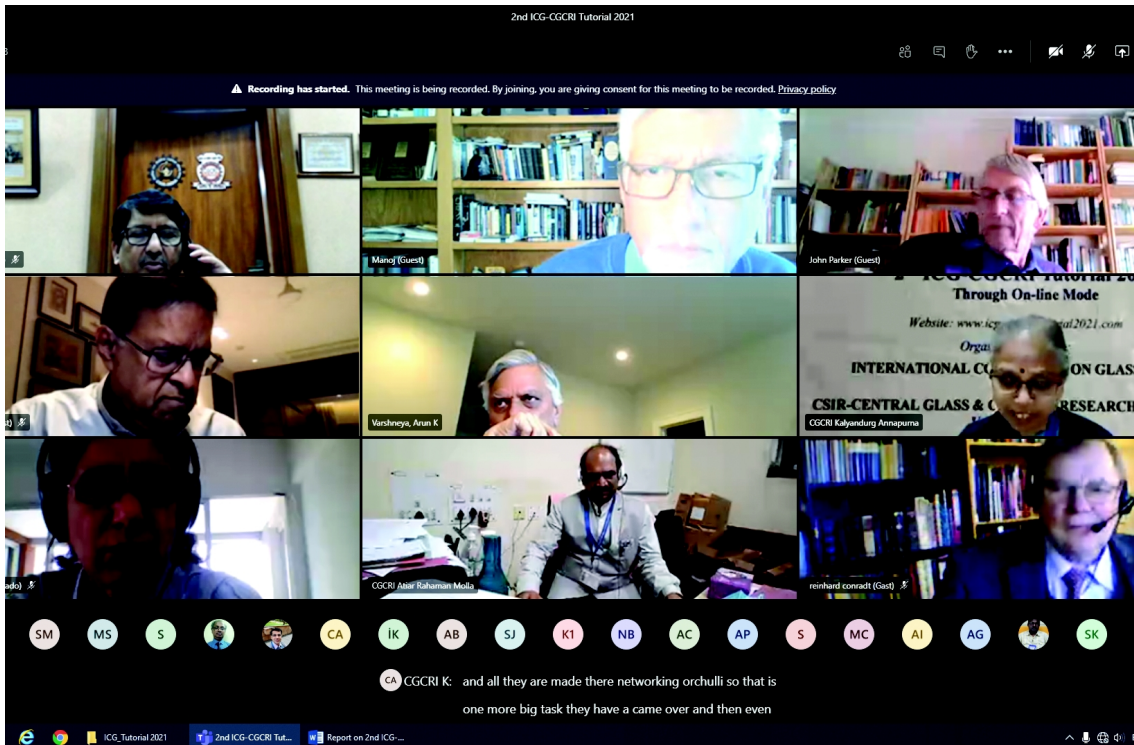 2nd ICG-CGCRI Tutorial 2021
Recording has started. This meeting is being recorded. By joining, you are giving consent for this meeting to be recorded. Privacy policy
Manoj (Guest)
John Parker (Guest)
Through On-line Mode
Website: www.icg
tal2021.com
INTERNATIONAL
ON GLAS
CSIR-CENTRAL GLASS &
RESEARCH
st)
Varshneya, Arun K
CGCRI Kalyandurg Annapurna
ado)
CGCRI Atiar Rahaman Molla
reinhard conradt (Gast)
SM MS S CA İK AB SJ K1 NB AC AP S MC AI AG SK
CA CGCRI K: and all they are made there networking orchulli so that is
one more big task they have a came over and then even
ICG_Tutorial 2021 2nd ICG-CGCRI Tut... Report on 2nd ICG-...